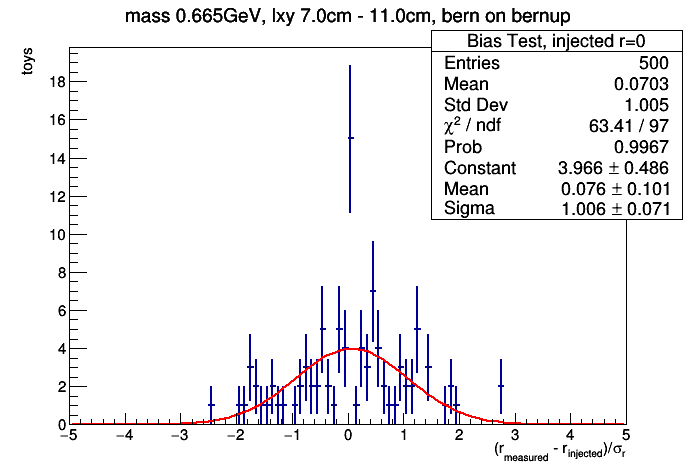 mass 0.665GeV, lxy 7.0cm - 11.0cm, bern on bernup
Bias Test, injected r=0
Entries 500
Mean 0.0703
Std Dev 1.005
χ² / ndf 63.41 / 97
Prob 0.9967
Constant 3.966 ± 0.486
Mean 0.076 ± 0.101
Sigma 1.006 ± 0.071
toys
18
16
14
12
10
8
6
4
2
0
−5 −4 −3 −2 −1 0 1 2 3 4 5
(r_measured - r_injected)/σ_r